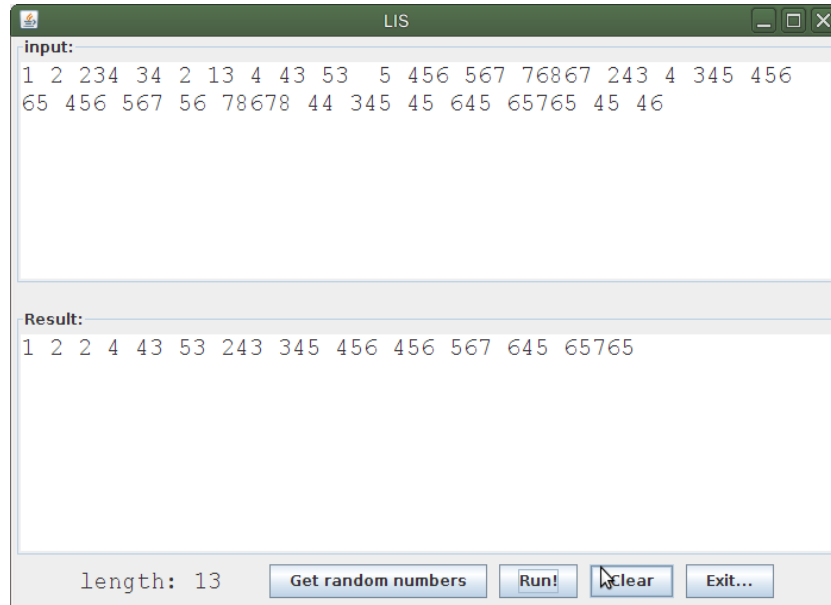 LIS
input:
1 2 234 34 2 13 4 43 53  5 456 567 76867 243 4 345 456
65 456 567 56 78678 44 345 45 645 65765 45 46
Result:
1 2 2 4 43 53 243 345 456 456 567 645 65765
length: 13 Get random numbers Run! Clear Exit...